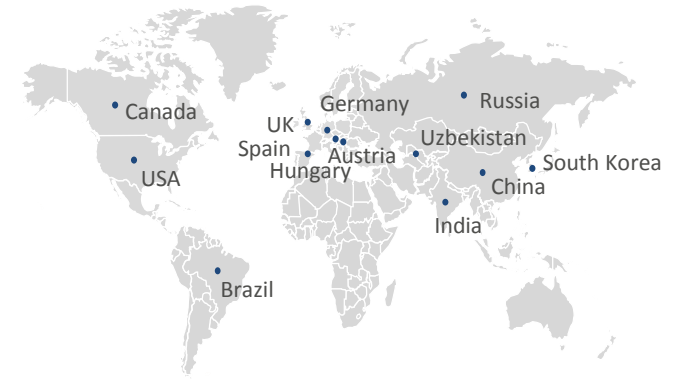 Germany
Russia
Canada
UK
Uzbekistan
Spain
Austria
South Korea
Hungary
USA
China
India
Brazil